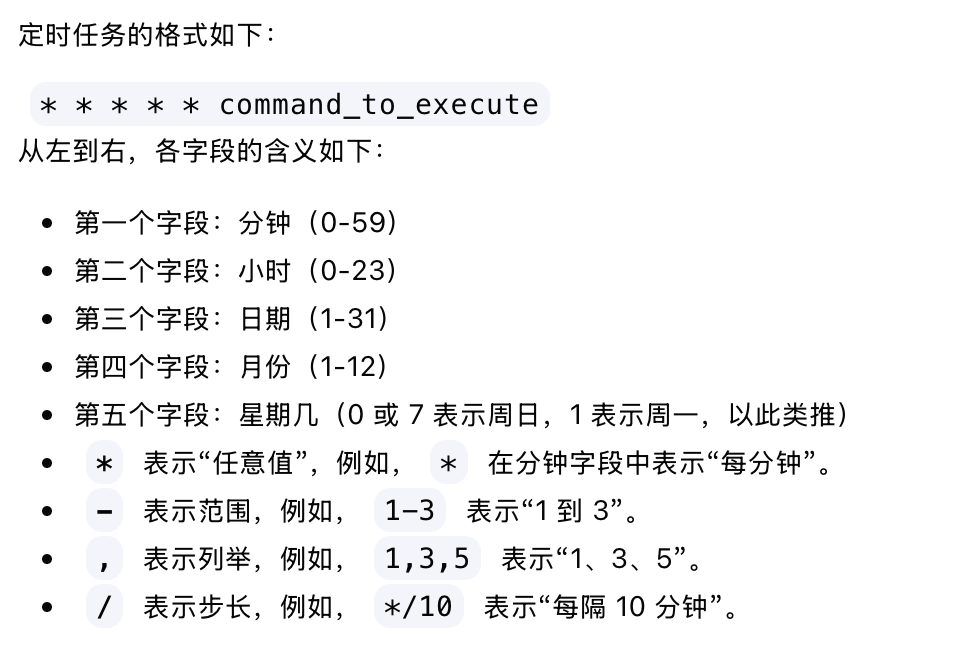 定时任务的格式如下：
* * * * * command_to_execute
从左到右，各字段的含义如下：
• 第一个字段：分钟（0-59）
• 第二个字段：小时（0-23）
• 第三个字段：日期（1-31）
• 第四个字段：月份（1-12）
• 第五个字段：星期几（0 或 7 表示周日，1 表示周一，以此类推）
• * 表示“任意值”，例如， * 在分钟字段中表示“每分钟”。
• - 表示范围，例如， 1-3 表示“1 到 3”。
• , 表示列举，例如， 1,3,5 表示“1、3、5”。
• / 表示步长，例如， */10 表示“每隔 10 分钟”。